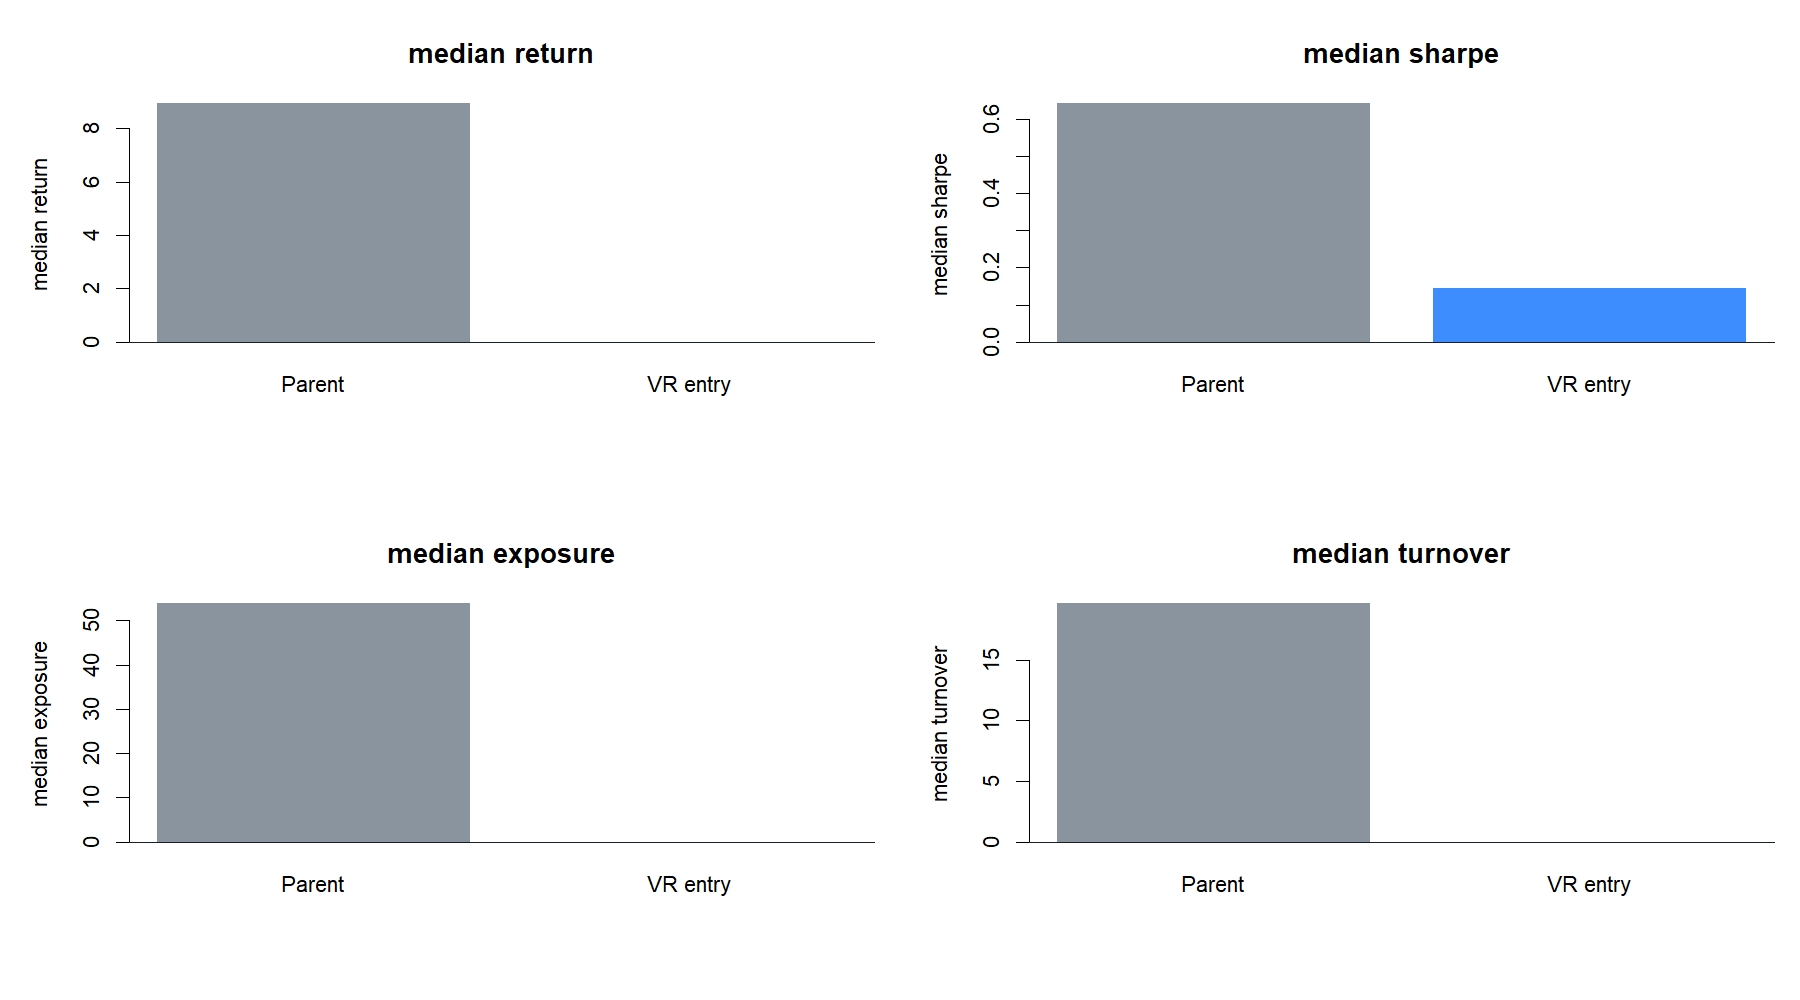 median return
median return
8
6
4
2
0
Parent
VR entry
median sharpe
median sharpe
0.6
0.4
0.2
0.0
Parent
VR entry
median exposure
median exposure
50
40
30
20
10
0
Parent
VR entry
median turnover
median turnover
15
10
5
0
Parent
VR entry